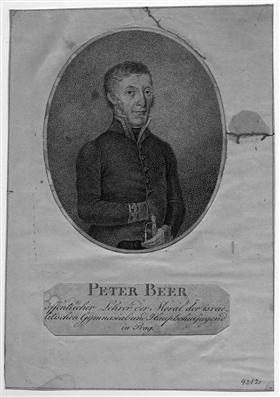 PETER BEER
öffentlicher Lehrer der Moral der israe-
litischen Gymnasial und Hauptschuljugend
in Prag.